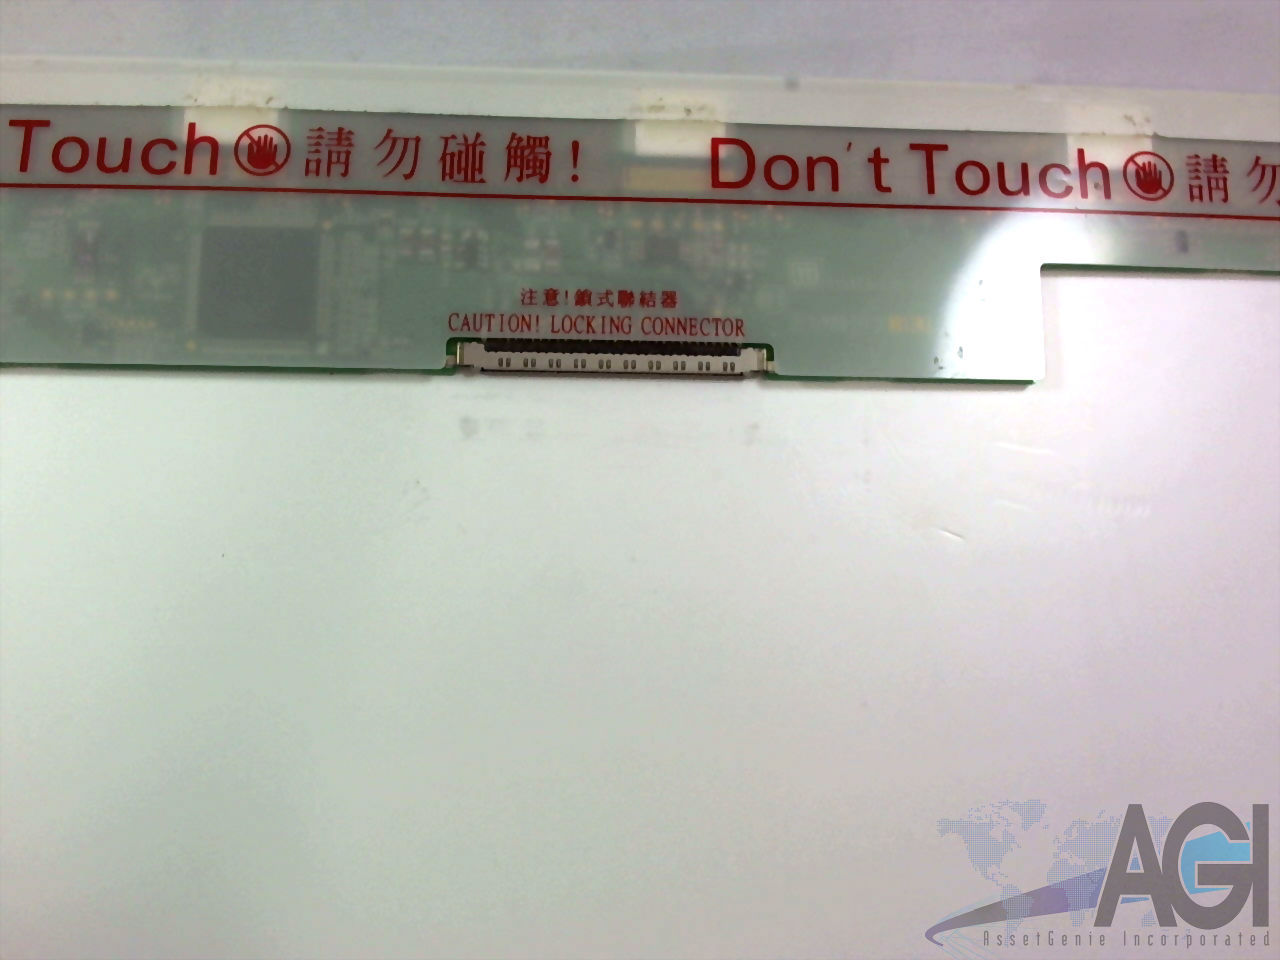 Touch 請勿碰觸! Don't Touch 請勿
注意!鎖式聯結器
CAUTION! LOCKING CONNECTOR
AGI
AssetGenie Incorporated